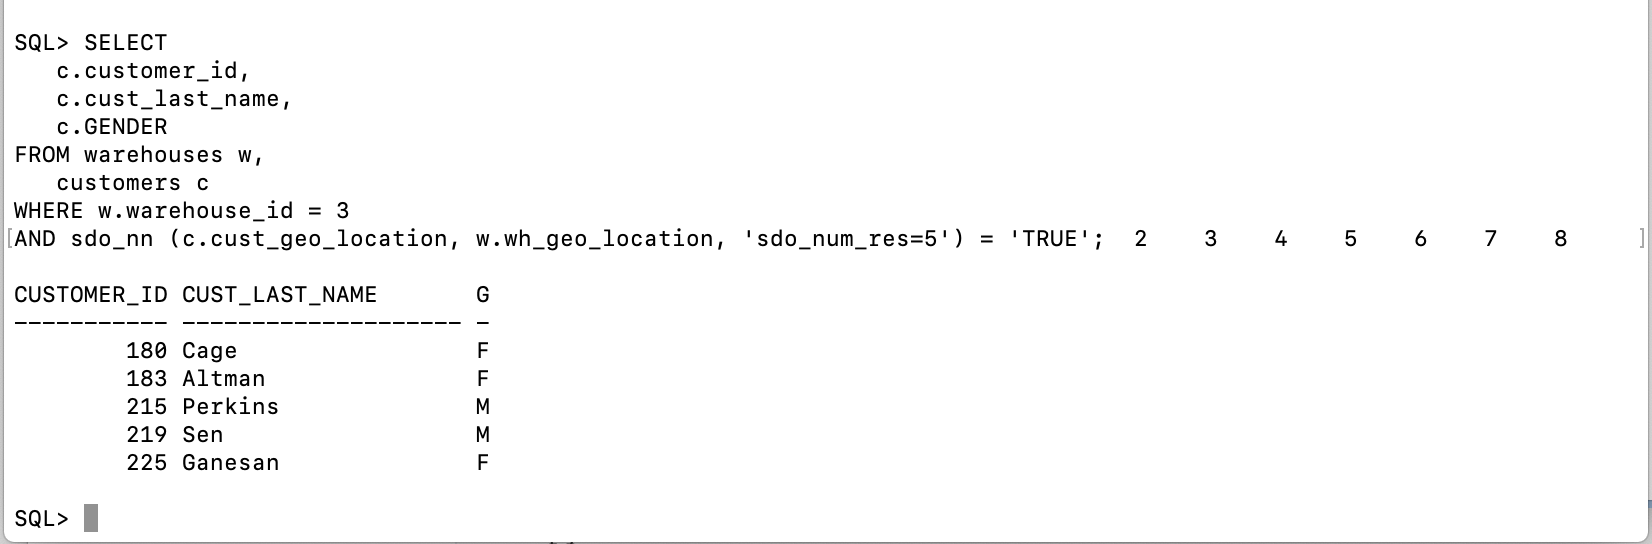 SQL> SELECT
   c.customer_id,
   c.cust_last_name,
   c.GENDER
FROM warehouses w,
   customers c
WHERE w.warehouse_id = 3
[AND sdo_nn (c.cust_geo_location, w.wh_geo_location, 'sdo_num_res=5') = 'TRUE';  2    3    4    5    6    7    8     ]

CUSTOMER_ID CUST_LAST_NAME       G
----------- -------------------- -
        180 Cage                 F
        183 Altman               F
        215 Perkins              M
        219 Sen                  M
        225 Ganesan              F

SQL>